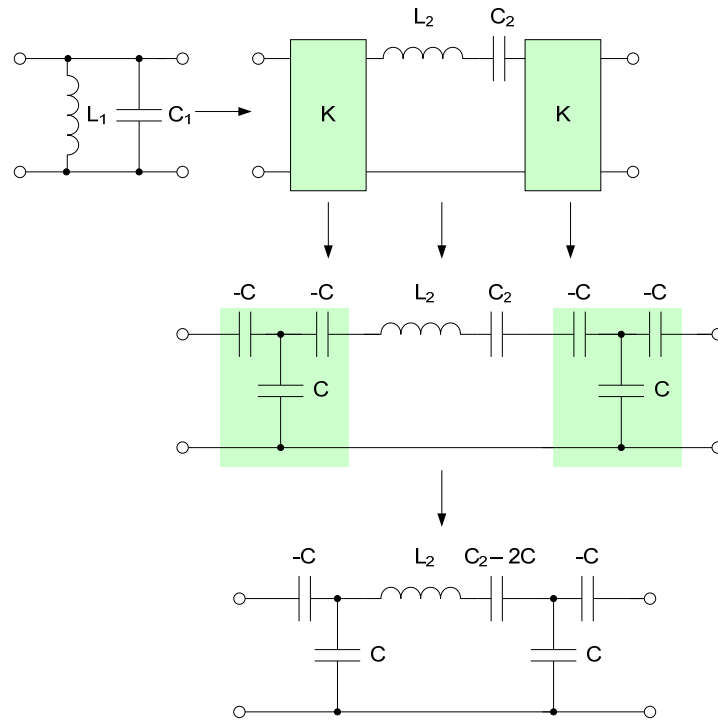 L₂ C₂
L₁ C₁ K K
-C -C L₂ C₂ -C -C
C C
-C L₂ C₂ – 2C -C
C C